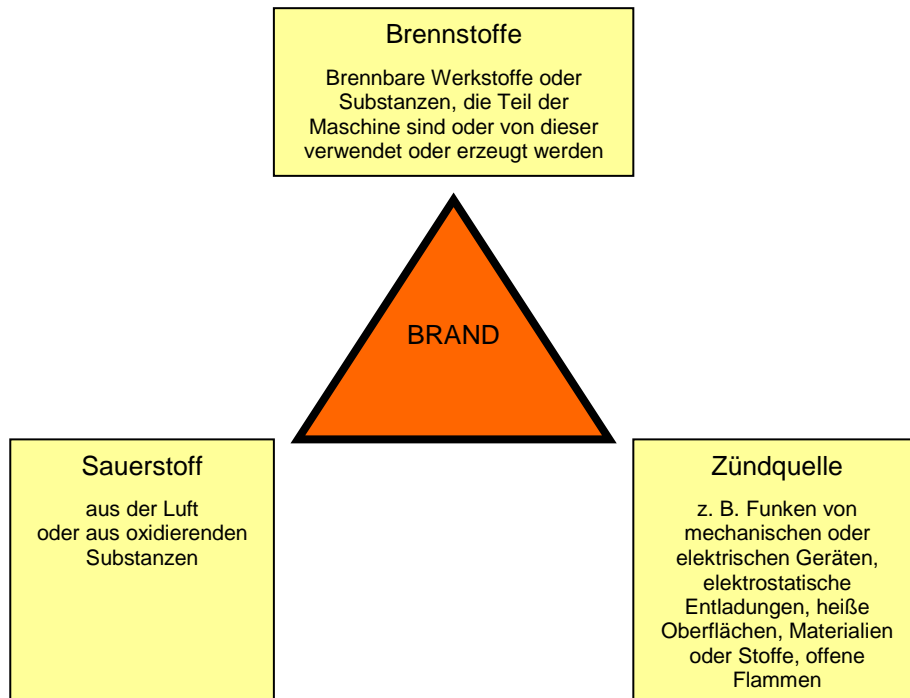 Brennstoffe
Brennbare Werkstoffe oder
Substanzen, die Teil der
Maschine sind oder von dieser
verwendet oder erzeugt werden
BRAND
Sauerstoff
aus der Luft
oder aus oxidierenden
Substanzen
Zündquelle
z. B. Funken von
mechanischen oder
elektrischen Geräten,
elektrostatische
Entladungen, heiße
Oberflächen, Materialien
oder Stoffe, offene
Flammen